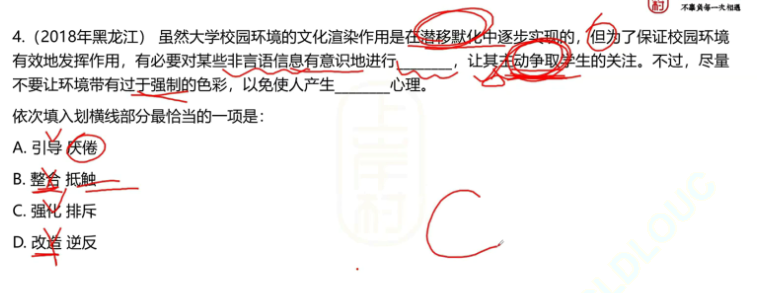 不靠负每一次相遇
4.（2018年黑龙江） 虽然大学校园环境的文化渲染作用是在潜移默化中逐步实现的，但为了保证校园环境
有效地发挥作用，有必要对某些非言语信息有意识地进行______，让其主动争取学生的关注。不过，尽量
不要让环境带有过于强制的色彩，以免使人产生______心理。
依次填入划横线部分最恰当的一项是：
A. 引导 厌倦
B. 整合 抵触
C. 强化 排斥
D. 改造 逆反
C
上岸村